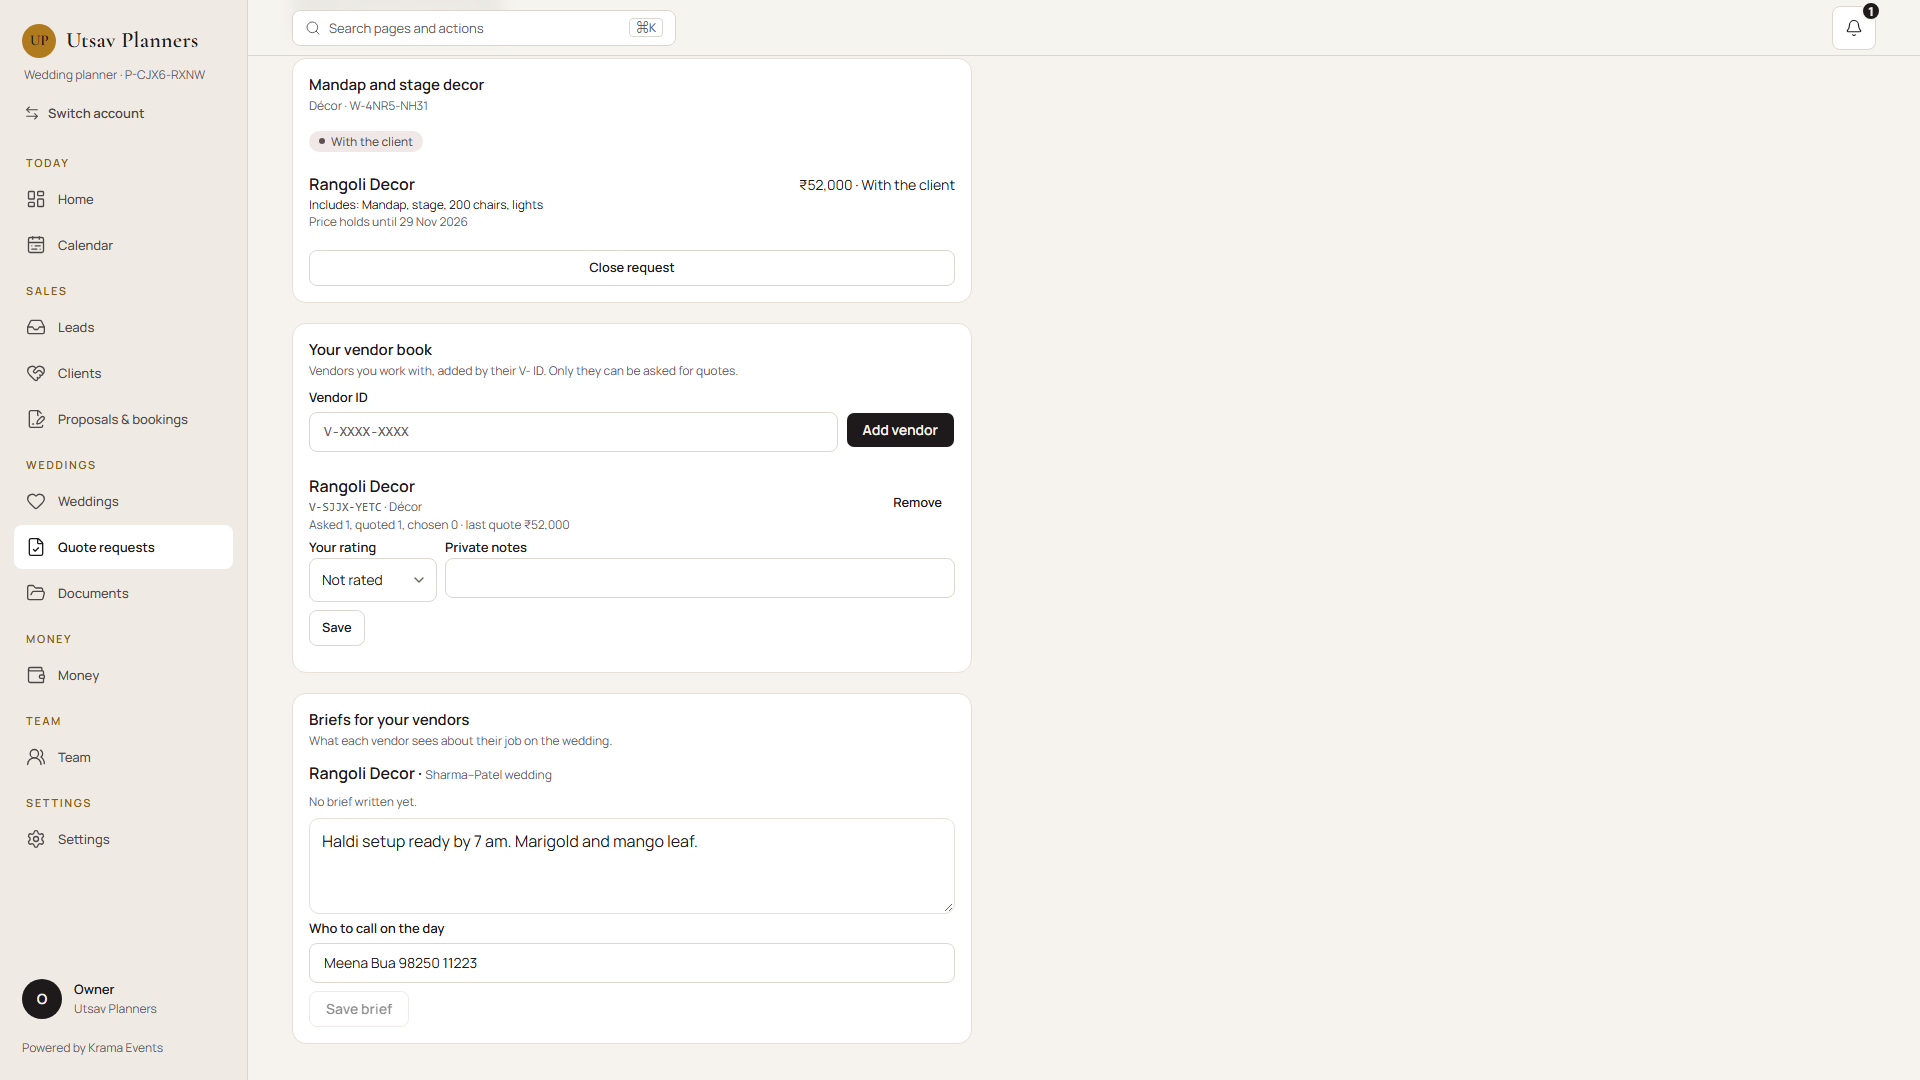 UP Utsav Planners
Wedding planner · P-CJX6-RXNW
Switch account
TODAY
Home
Calendar
SALES
Leads
Clients
Proposals & bookings
WEDDINGS
Weddings
Quote requests
Documents
MONEY
Money
TEAM
Team
SETTINGS
Settings
O
Owner
Utsav Planners
Powered by Krama Events
Search pages and actions ⌘K
1
Mandap and stage decor
Décor · W-4NR5-NH31
With the client
Rangoli Decor ₹52,000 · With the client
Includes: Mandap, stage, 200 chairs, lights
Price holds until 29 Nov 2026
Close request
Your vendor book
Vendors you work with, added by their V- ID. Only they can be asked for quotes.
Vendor ID
V-XXXX-XXXX Add vendor
Rangoli Decor
V-SJJX-YETC · Décor Remove
Asked 1, quoted 1, chosen 0 · last quote ₹52,000
Your rating Private notes
Not rated
Save
Briefs for your vendors
What each vendor sees about their job on the wedding.
Rangoli Decor · Sharma–Patel wedding
No brief written yet.
Haldi setup ready by 7 am. Marigold and mango leaf.
Who to call on the day
Meena Bua 98250 11223
Save brief